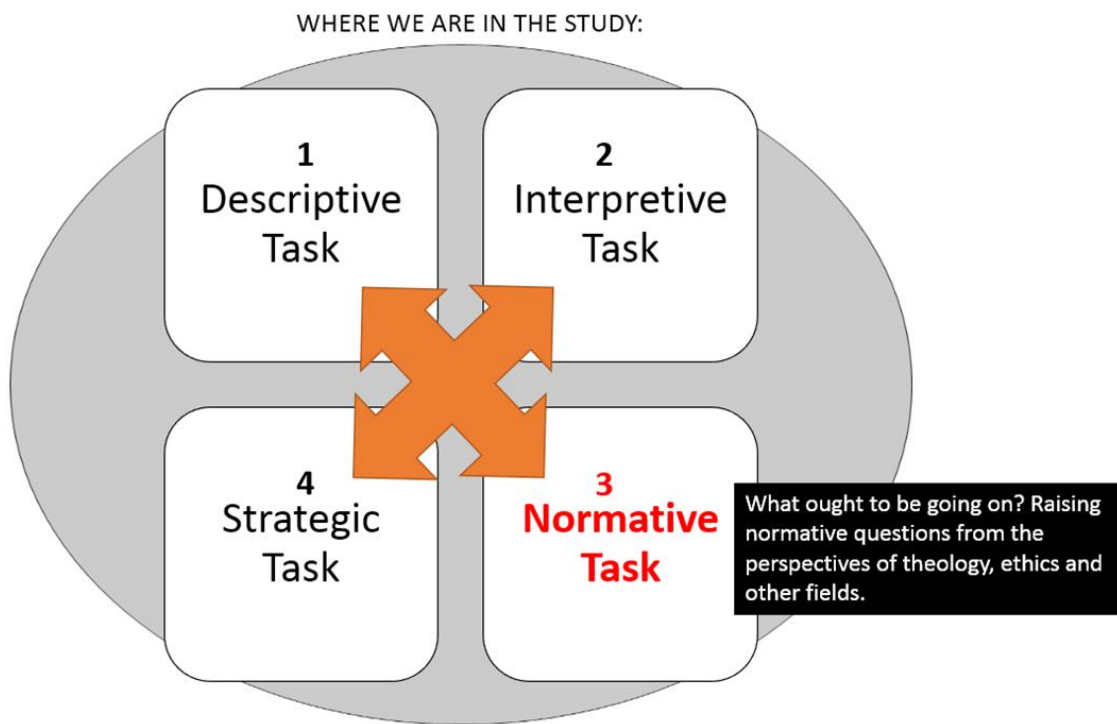 WHERE WE ARE IN THE STUDY:
1
Descriptive
Task
2
Interpretive
Task
4
Strategic
Task
3
Normative
Task
What ought to be going on? Raising
normative questions from the
perspectives of theology, ethics and
other fields.